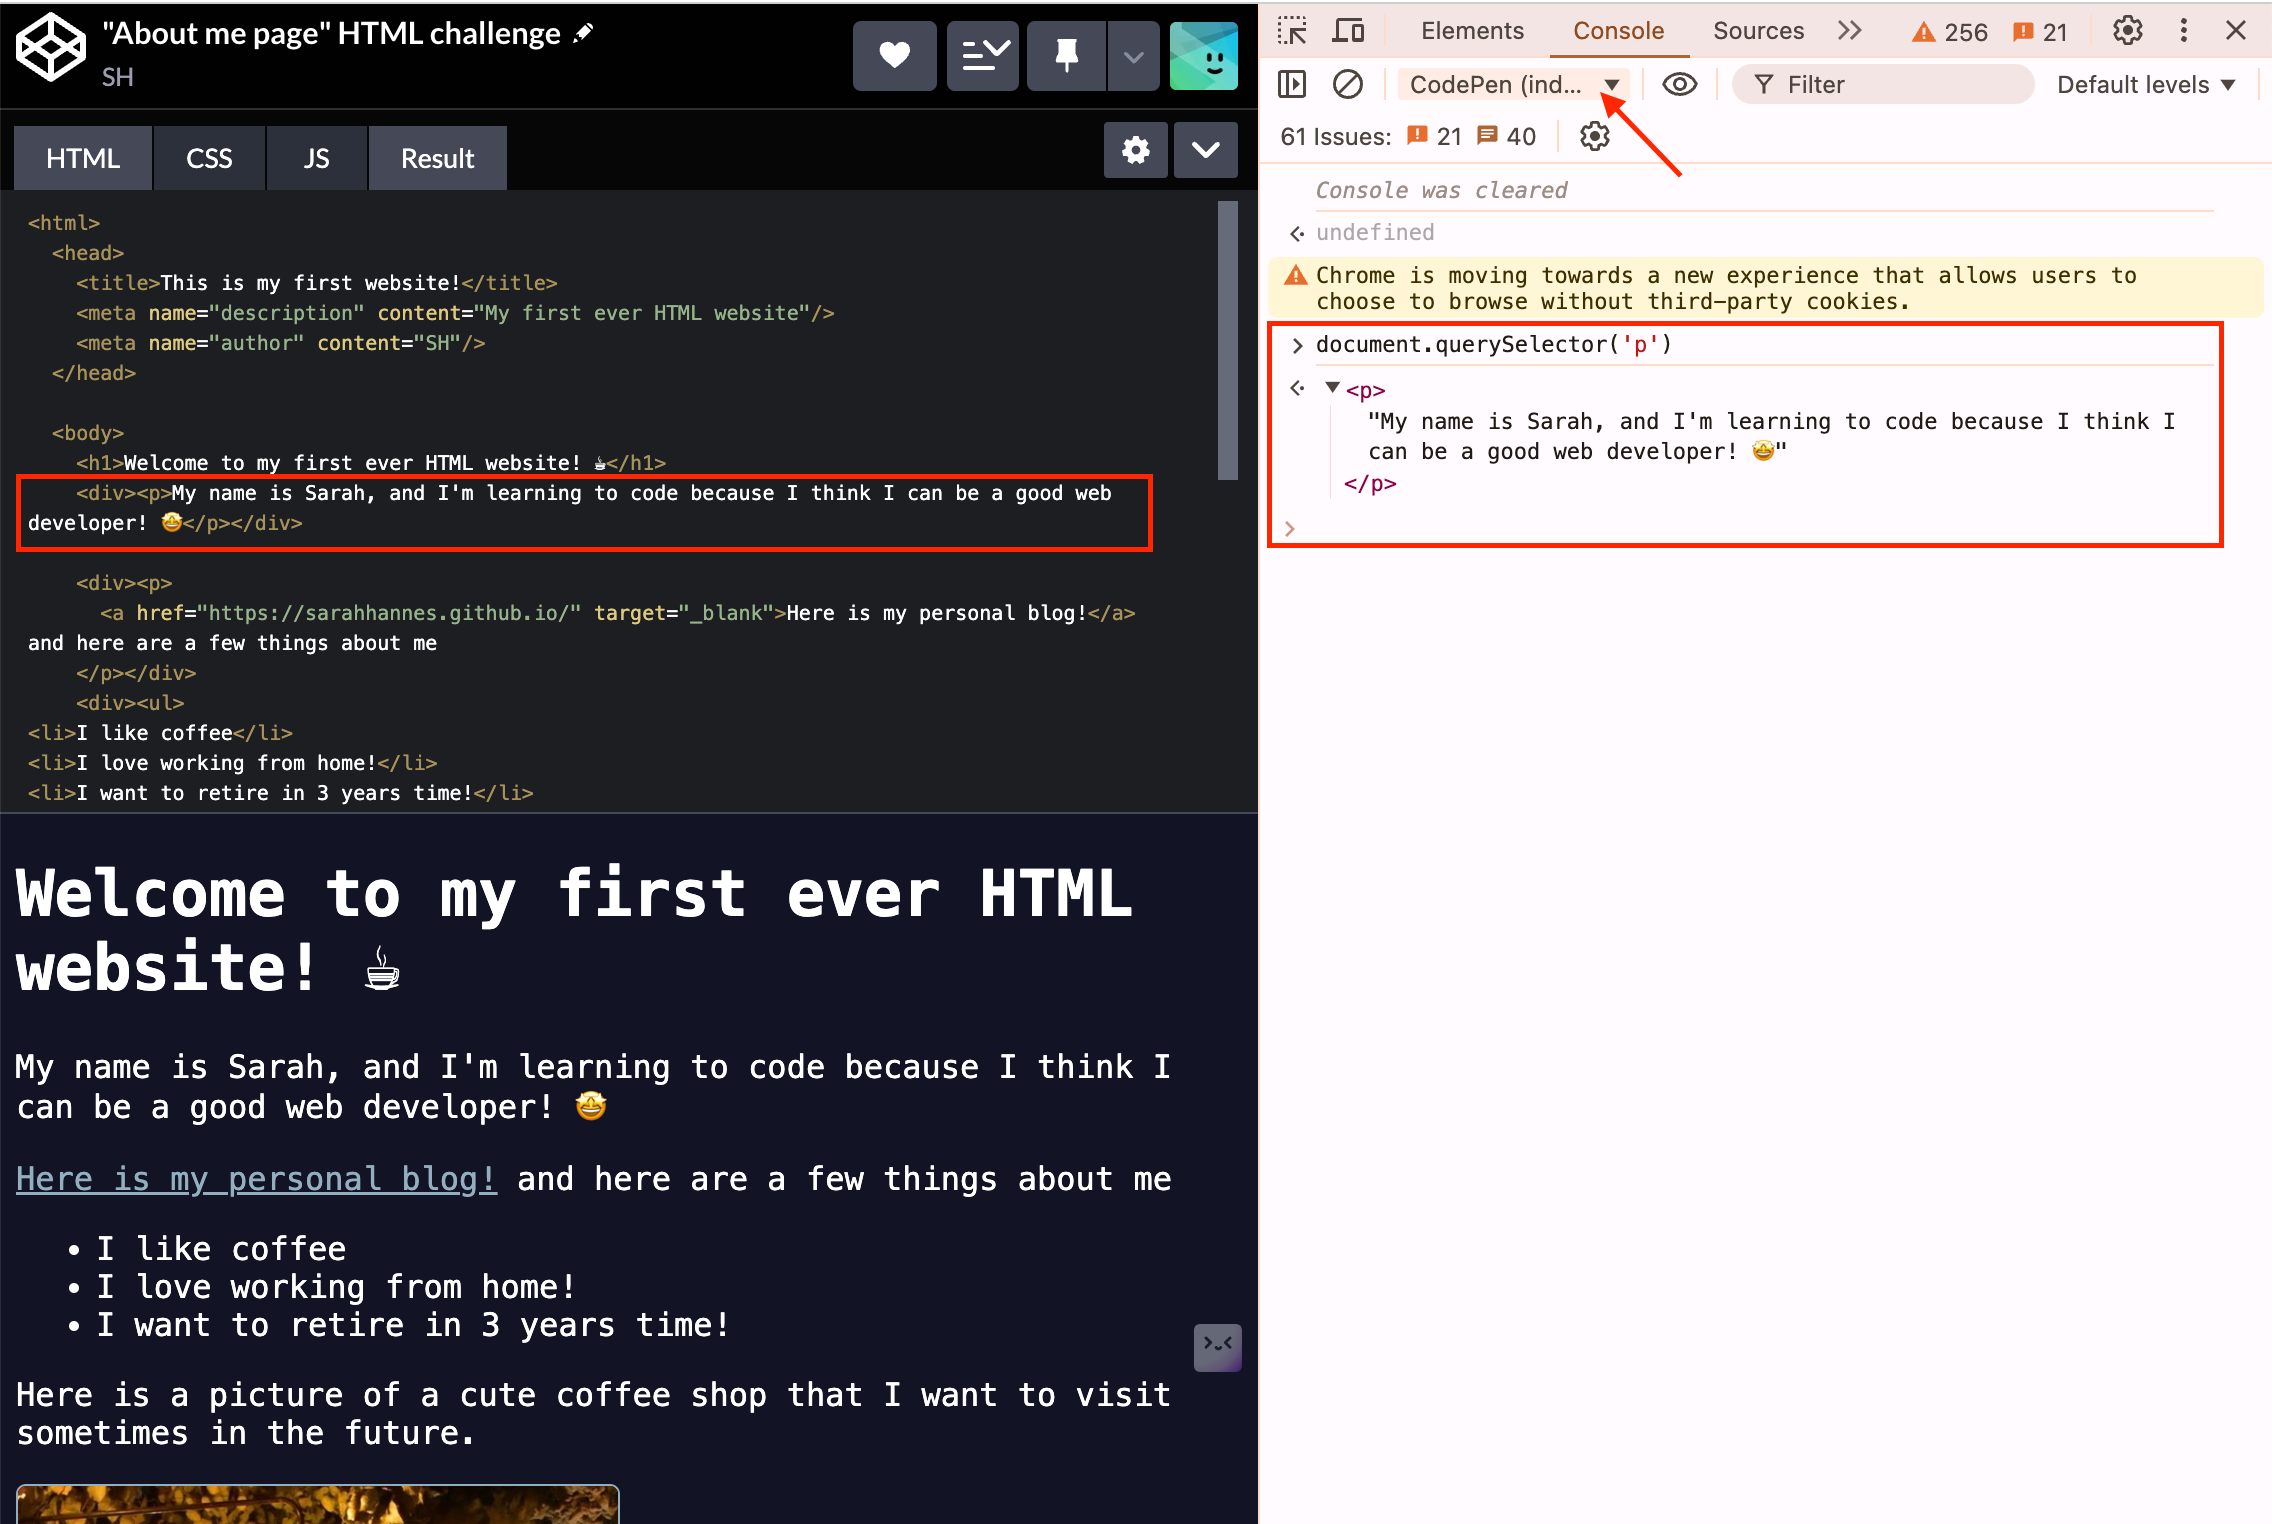 "About me page" HTML challenge
SH
HTML CSS JS Result
<html>
<head>
<title>This is my first website!</title>
<meta name="description" content="My first ever HTML website"/>
<meta name="author" content="SH"/>
</head>
<body>
<h1>Welcome to my first ever HTML website! ☕</h1>
<div><p>My name is Sarah, and I'm learning to code because I think I can be a good web
developer! 🤩</p></div>
<div><p>
<a href="https://sarahhannes.github.io/" target="_blank">Here is my personal blog!</a>
and here are a few things about me
</p></div>
<div><ul>
<li>I like coffee</li>
<li>I love working from home!</li>
<li>I want to retire in 3 years time!</li>
Welcome to my first ever HTML
website! ☕
My name is Sarah, and I'm learning to code because I think I
can be a good web developer! 🤩
Here is my personal blog! and here are a few things about me
• I like coffee
• I love working from home!
• I want to retire in 3 years time!
Here is a picture of a cute coffee shop that I want to visit
sometimes in the future.
Elements Console Sources 256 21
CodePen (ind... Filter Default levels
61 Issues: 21 40
Console was cleared
undefined
Chrome is moving towards a new experience that allows users to
choose to browse without third-party cookies.
document.querySelector('p')
<p>
"My name is Sarah, and I'm learning to code because I think I
can be a good web developer! 🤩"
</p>